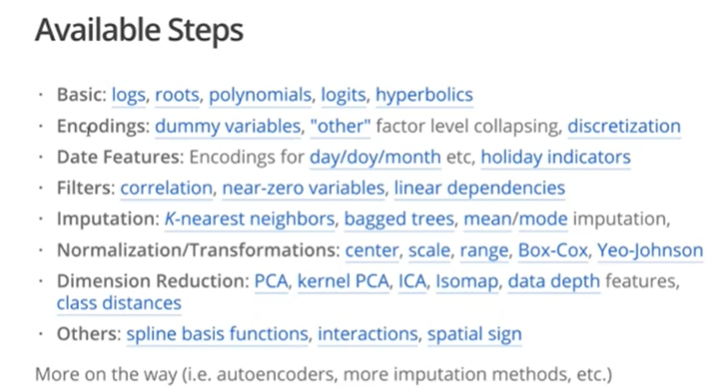 Available Steps
· Basic: logs, roots, polynomials, logits, hyperbolics
· Encodings: dummy variables, "other" factor level collapsing, discretization
· Date Features: Encodings for day/doy/month etc, holiday indicators
· Filters: correlation, near-zero variables, linear dependencies
· Imputation: K-nearest neighbors, bagged trees, mean/mode imputation,
· Normalization/Transformations: center, scale, range, Box-Cox, Yeo-Johnson
· Dimension Reduction: PCA, kernel PCA, ICA, Isomap, data depth features,
class distances
· Others: spline basis functions, interactions, spatial sign
More on the way (i.e. autoencoders, more imputation methods, etc.)